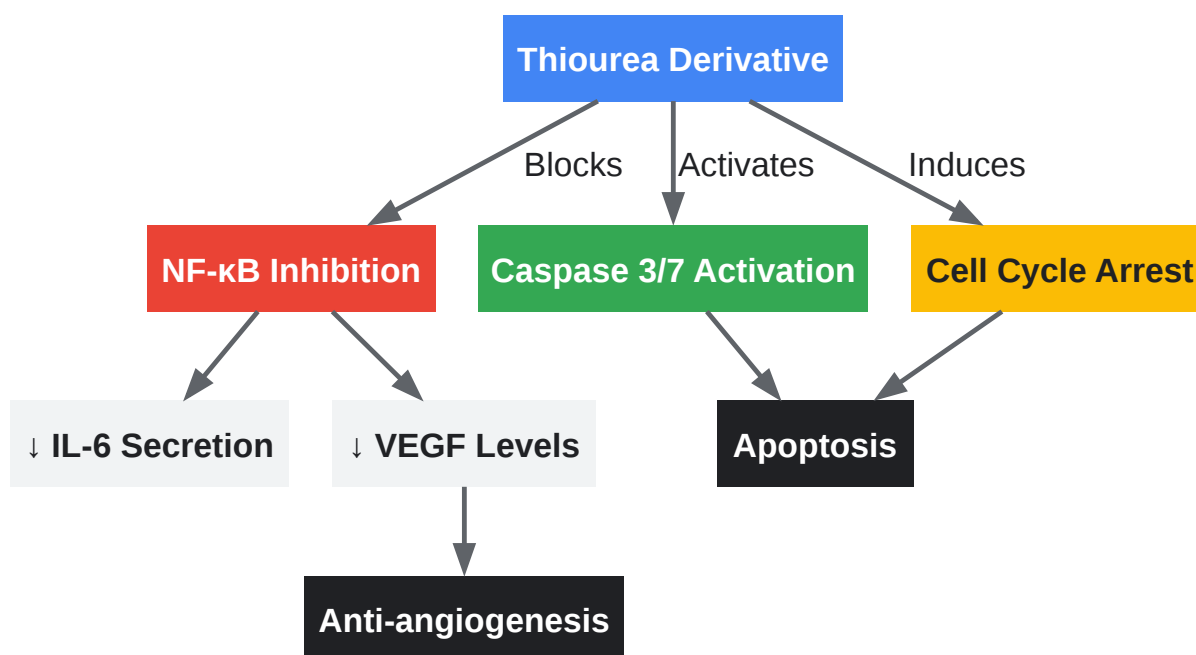 Thiourea Derivative
Blocks
Activates
Induces
NF-κB Inhibition
Caspase 3/7 Activation
Cell Cycle Arrest
↓ IL-6 Secretion
↓ VEGF Levels
Apoptosis
Anti-angiogenesis